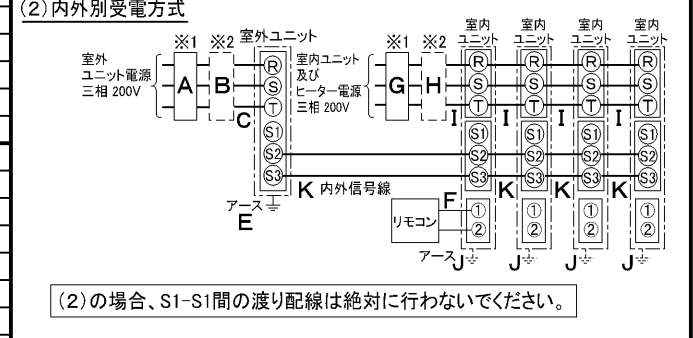 (2)内外別受電方式
※1 ※2 室外ユニット
室外
ユニット電源
三相 200V
A B C
R
S
T
S1
S2
S3
アース
E
K 内外信号線
※1 ※2
室内ユニット
及び
ヒーター電源
三相 200V
G H
室内 室内 室内 室内
ユニット ユニット ユニット ユニット
R R R R
S S S S
T T T T
I I I I
S1 S1 S1 S1
S2 S2 S2 S2
S3 S3 S3 S3
K K K
F
リモコン
① ① ① ①
② ② ② ②
アース J J J J
(2)の場合、S1-S1間の渡り配線は絶対に行わないでください。